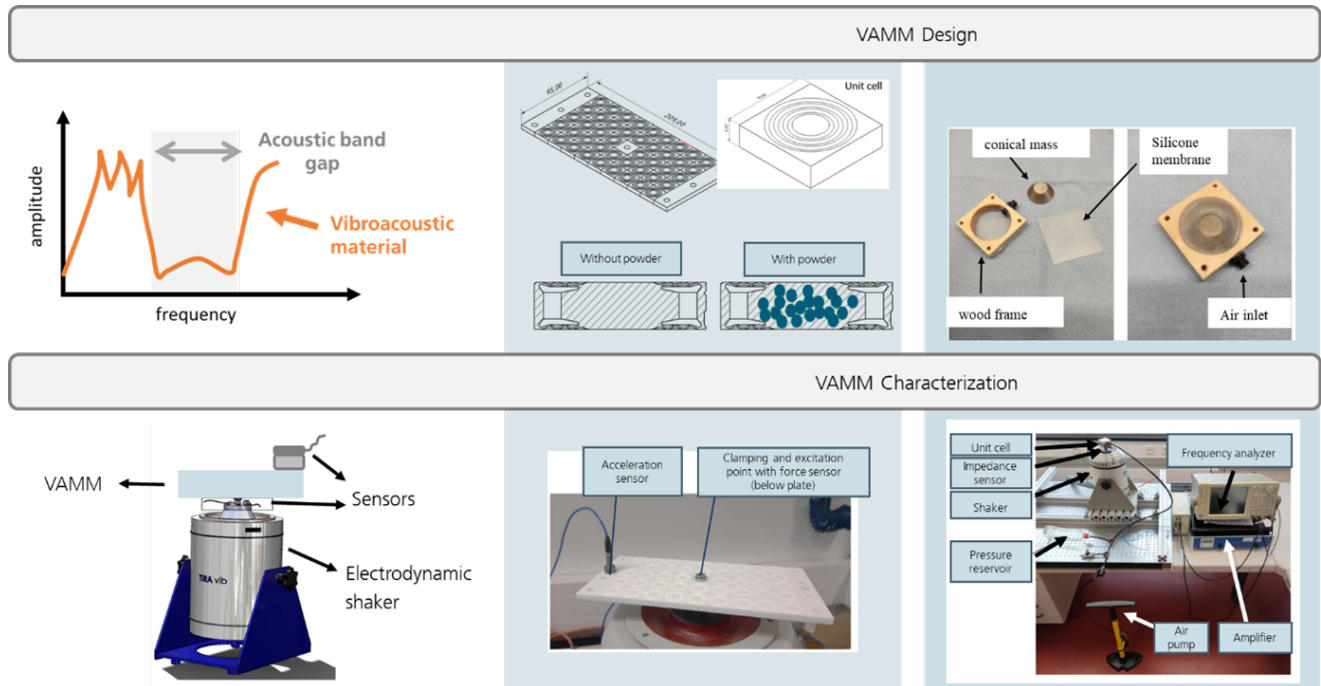 VAMM Design
amplitude
Acoustic band
gap
Vibroacoustic
material
frequency
95,00
209,00
Unit cell
Without powder
With powder
conical mass
Silicone
membrane
wood frame
Air inlet
VAMM Characterization
VAMM
Sensors
TIRA vib
Electrodynamic
shaker
Acceleration
sensor
Clamping and excitation
point with force sensor
(below plate)
Unit cell
Impedance
sensor
Shaker
Pressure
reservoir
Frequency analyzer
Air
pump
Amplifier